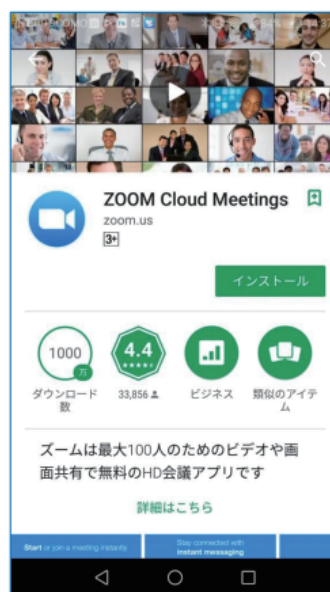 ZOOM Cloud Meetings
zoom.us
3+
インストール
1000
万
4.4
ダウンロード
数
33,856
ビジネス
類似のアイテ
ム
ズームは最大100人のためのビデオや画
面共有で無料のHD会議アプリです
詳細はこちら
Start or join a meeting instantly
Stay connected with
instant messaging